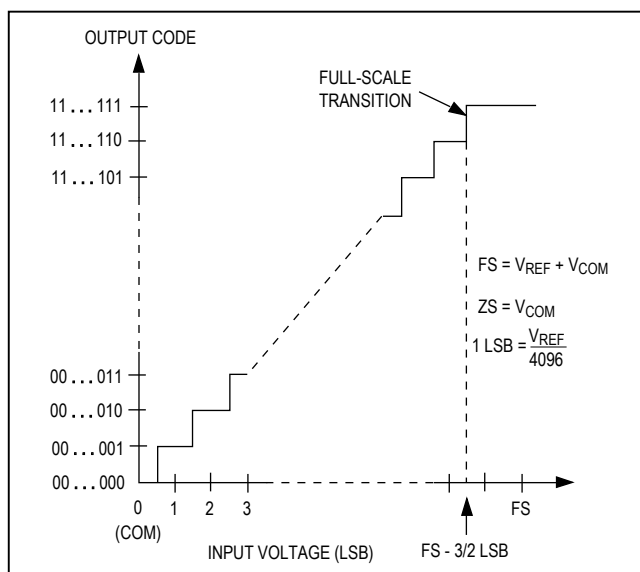 OUTPUT CODE
FULL-SCALE
TRANSITION
11...111
11...110
11...101
FS = VREF + VCOM
ZS = VCOM
1 LSB = VREF
4096
00...011
00...010
00...001
00...000
0 1 2 3 FS
(COM)
INPUT VOLTAGE (LSB) FS - 3/2 LSB